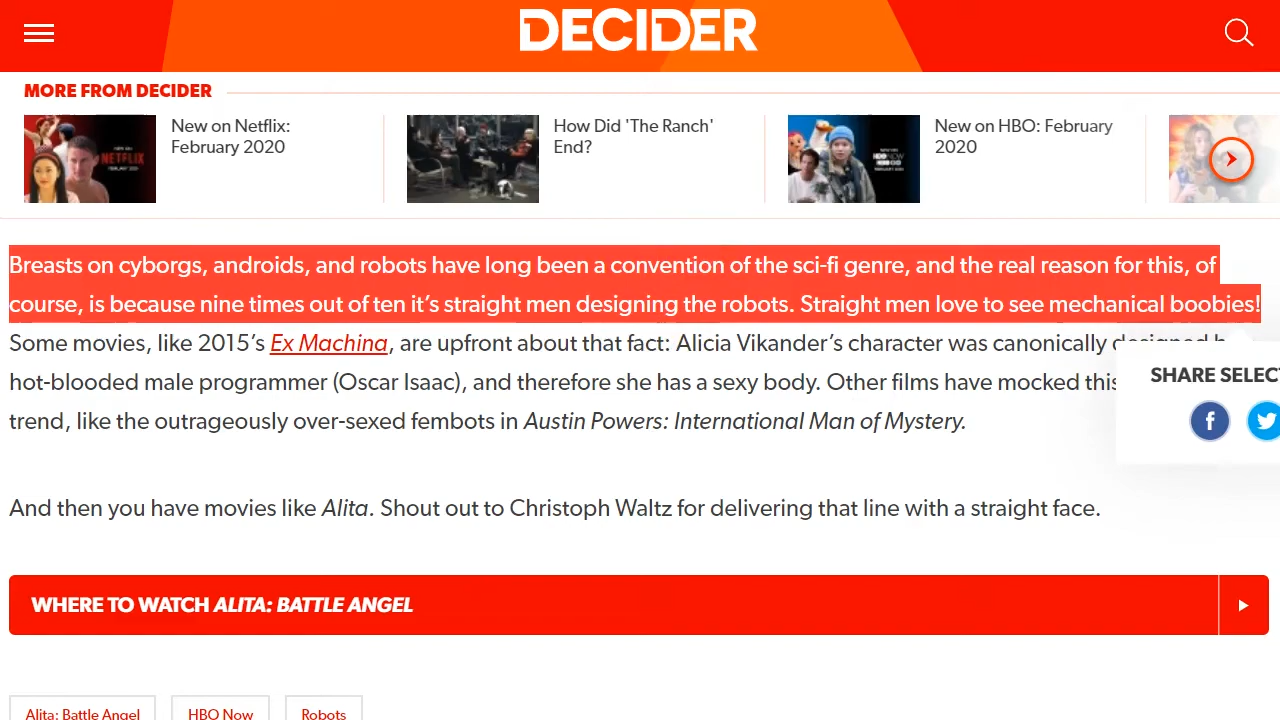 DECIDER
MORE FROM DECIDER
New on Netflix:
February 2020
How Did 'The Ranch'
End?
New on HBO: February
2020
NETFLIX
Breasts on cyborgs, androids, and robots have long been a convention of the sci-fi genre, and the real reason for this, of
course, is because nine times out of ten it's straight men designing the robots. Straight men love to see mechanical boobies!
Some movies, like 2015's Ex Machina, are upfront about that fact: Alicia Vikander's character was canonically
hot-blooded male programmer (Oscar Isaac), and therefore she has a sexy body. Other films have mocked this
trend, like the outrageously over-sexed fembots in Austin Powers: International Man of Mystery.
SHARE
And then you have movies like Alita. Shout out to Christoph Waltz for delivering that line with a straight face.
WHERE TO WATCH ALITA: BATTLE ANGEL
Alita: Battle Angel
HBO Now
Robots